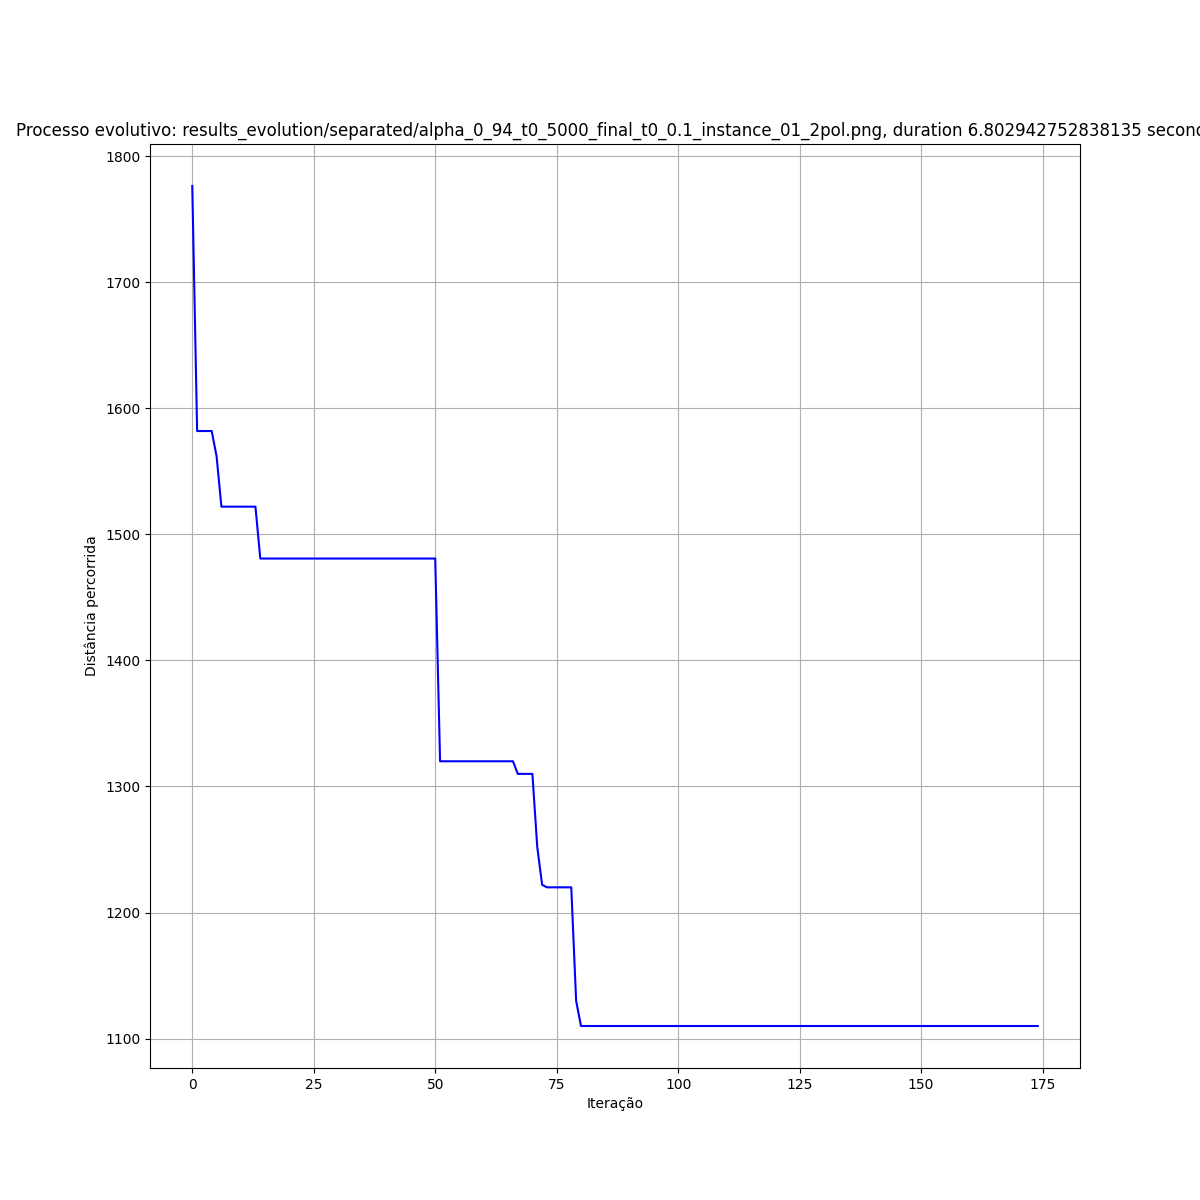 Processo evolutivo: results_evolution/separated/alpha_0_94_t0_5000_final_t0_0.1_instance_01_2pol.png, duration 6.802942752838135
1800
1700
1600
1500
1400
1300
1200
1100
Distância percorrida
0 25 50 75 100 125 150 175
Iteração